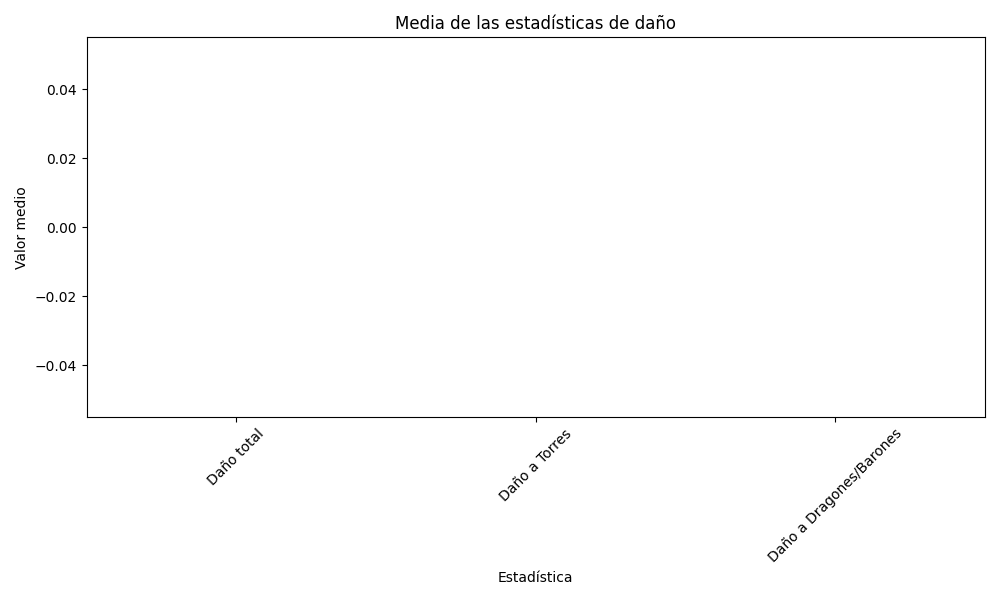 Media de las estadísticas de daño
Valor medio
0.04
0.02
0.00
−0.02
−0.04
Daño total
Daño a Torres
Daño a Dragones/Barones
Estadística